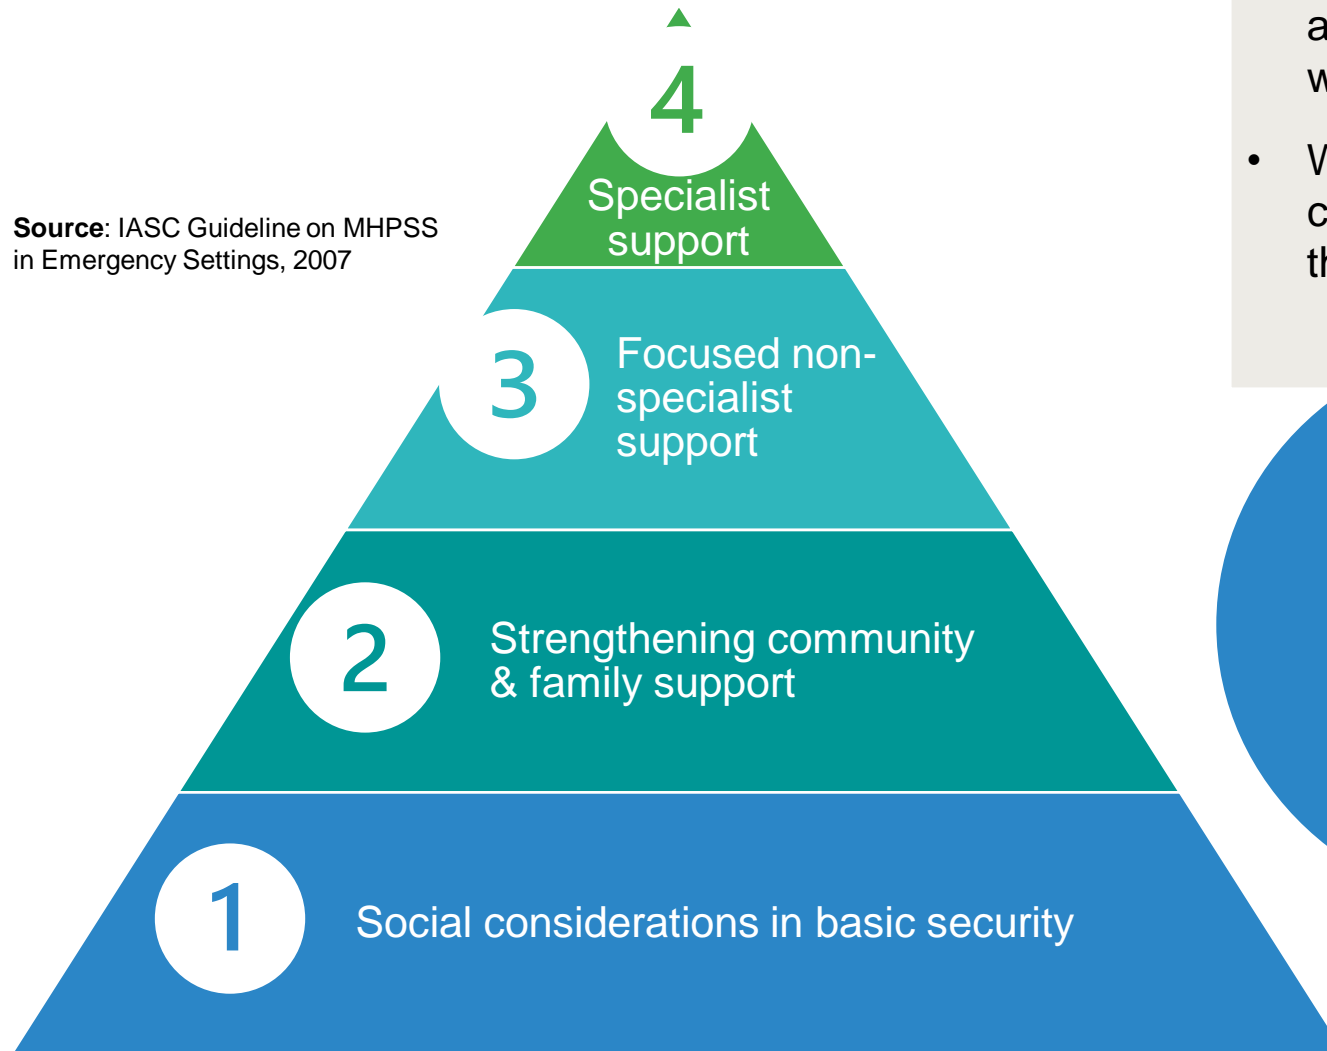 4
Specialist
support
Source: IASC Guideline on MHPSS
in Emergency Settings, 2007
3
Focused non-
specialist
support
2
Strengthening community
& family support
1
Social considerations in basic security
•